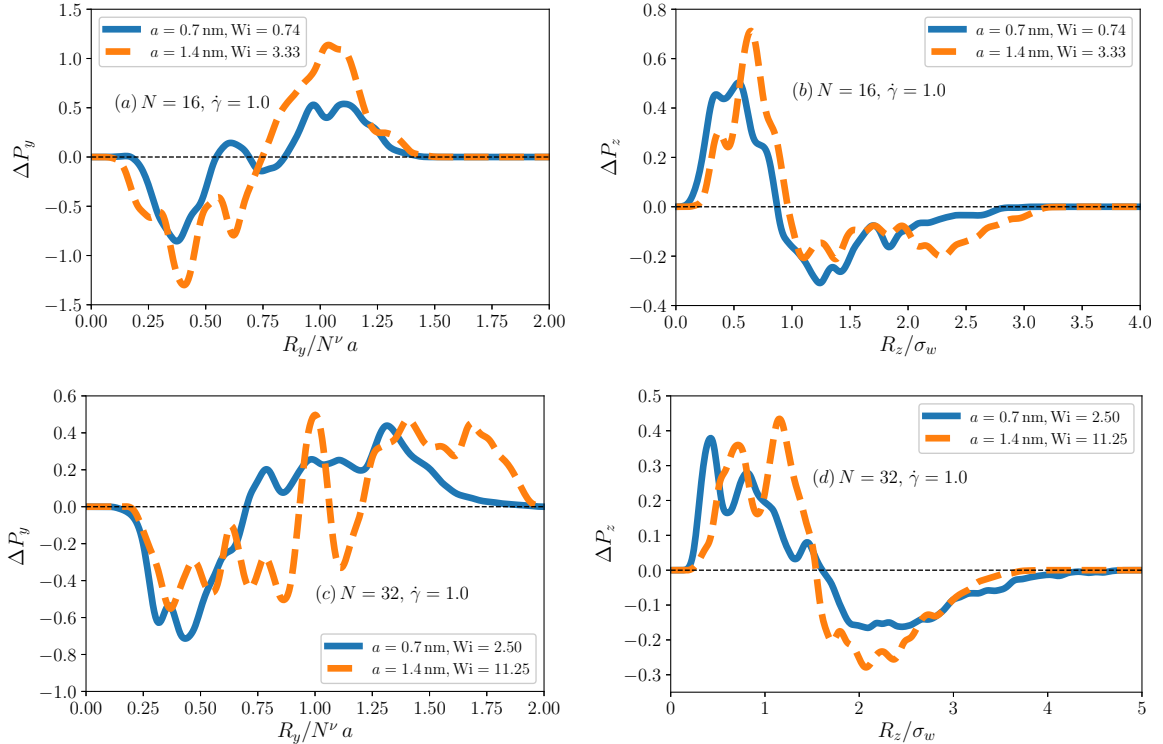 1.5
1.0
0.5
0.0
−0.5
−1.0
−1.5
ΔP_y
a = 0.7 nm, Wi = 0.74
a = 1.4 nm, Wi = 3.33
(a) N = 16, γ̇ = 1.0
0.00 0.25 0.50 0.75 1.00 1.25 1.50 1.75 2.00
R_y/N^ν a
0.8
0.6
0.4
0.2
0.0
−0.2
−0.4
ΔP_z
a = 0.7 nm, Wi = 0.74
a = 1.4 nm, Wi = 3.33
(b) N = 16, γ̇ = 1.0
0.0 0.5 1.0 1.5 2.0 2.5 3.0 3.5 4.0
R_z/σ_w
0.6
0.4
0.2
0.0
−0.2
−0.4
−0.6
−0.8
−1.0
ΔP_y
(c) N = 32, γ̇ = 1.0
a = 0.7 nm, Wi = 2.50
a = 1.4 nm, Wi = 11.25
0.00 0.25 0.50 0.75 1.00 1.25 1.50 1.75 2.00
R_y/N^ν a
0.5
0.4
0.3
0.2
0.1
0.0
−0.1
−0.2
−0.3
ΔP_z
a = 0.7 nm, Wi = 2.50
a = 1.4 nm, Wi = 11.25
(d) N = 32, γ̇ = 1.0
0 1 2 3 4 5
R_z/σ_w